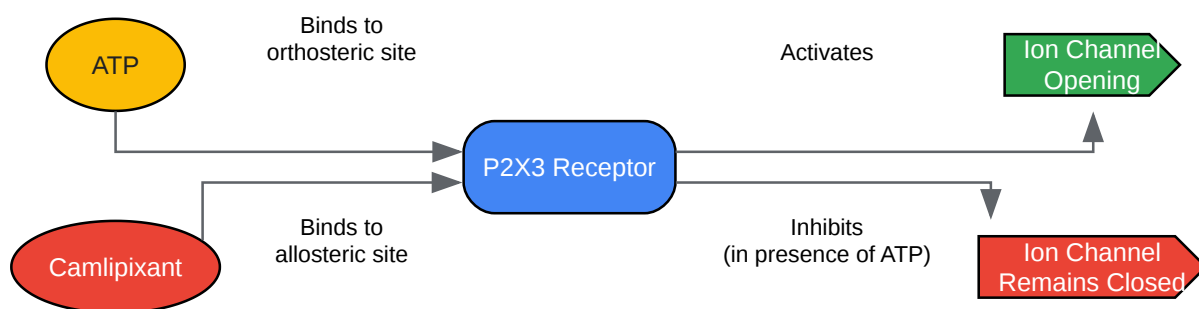 Binds to
orthosteric site
ATP
Activates
Ion Channel
Opening
P2X3 Receptor
Binds to
allosteric site
Camlipixant
Inhibits
(in presence of ATP)
Ion Channel
Remains Closed